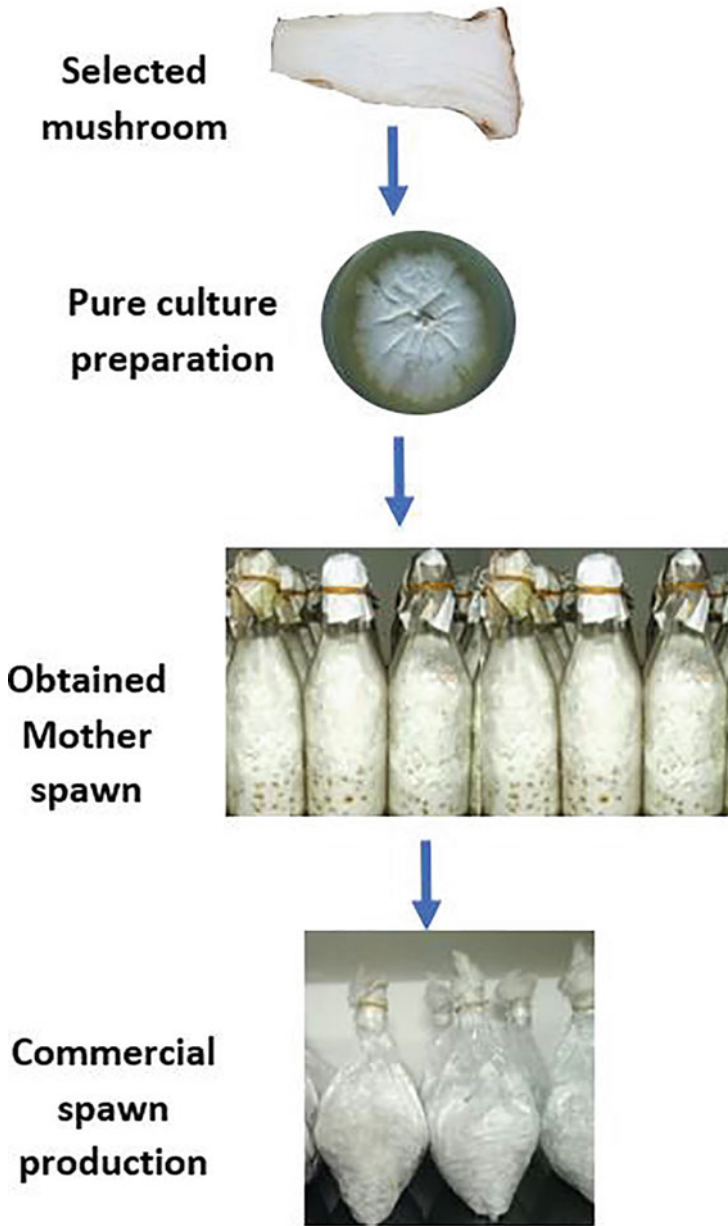 Selected
mushroom
Pure culture
preparation
Obtained
Mother
spawn
Commercial
spawn
production